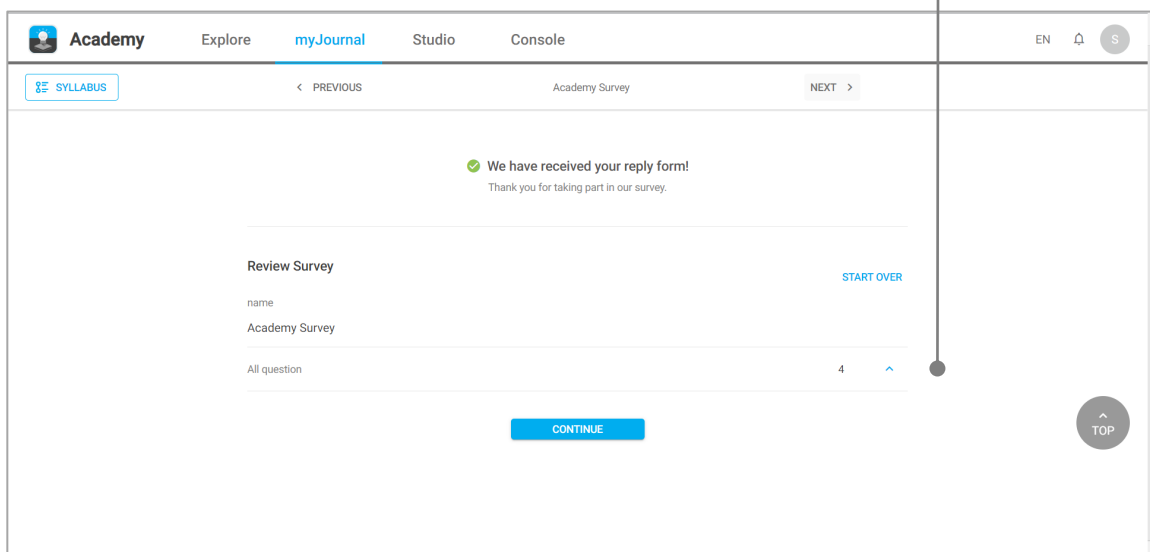 Academy Explore myJournal Studio Console EN S
SYLLABUS PREVIOUS Academy Survey NEXT
We have received your reply form!
Thank you for taking part in our survey.
Review Survey
START OVER
name
Academy Survey
All question 4
CONTINUE
TOP